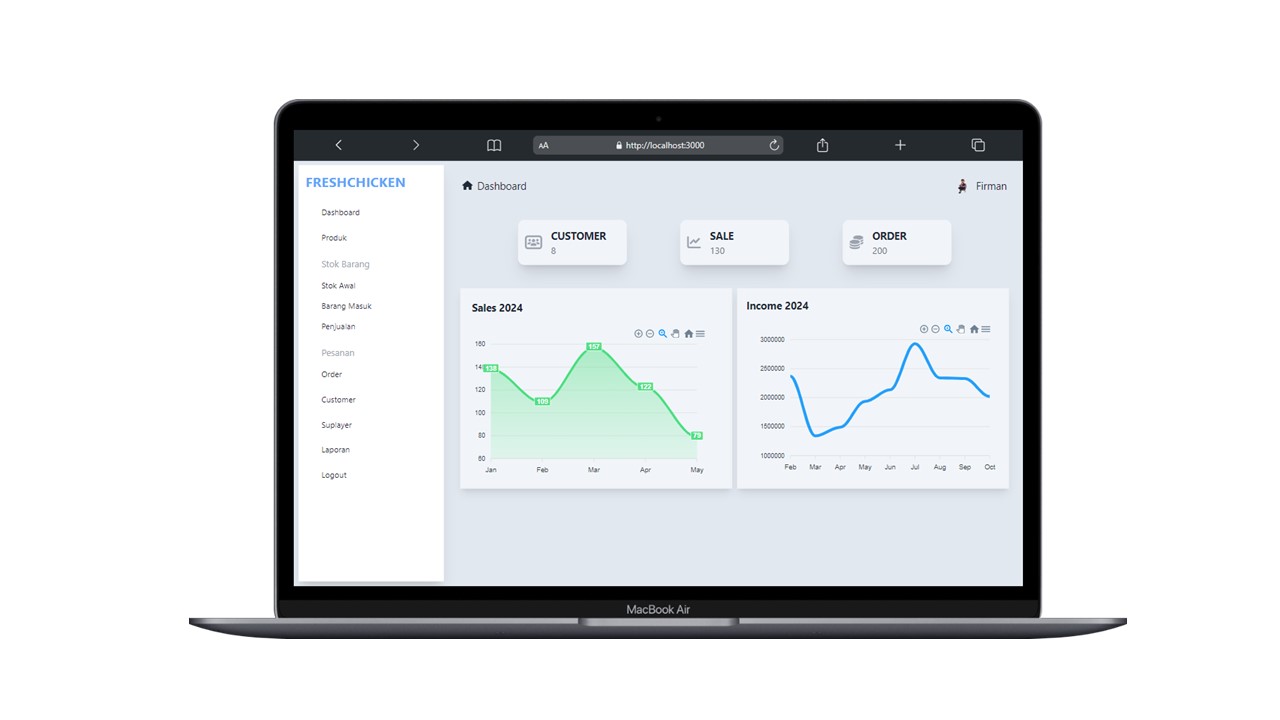 AA http://localhost:3000
FRESHCHICKEN
Dashboard
Produk
Stok Barang
Stok Awal
Barang Masuk
Penjualan
Pesanan
Order
Customer
Suplayer
Laporan
Logout
Dashboard
Firman
CUSTOMER
8
SALE
130
ORDER
200
Sales 2024
160
120
100
80
60
157
122
79
Jan Feb Mar Apr May
Income 2024
3000000
2500000
2000000
1500000
1000000
Feb Mar Apr May Jun Jul Aug Sep Oct
MacBook Air